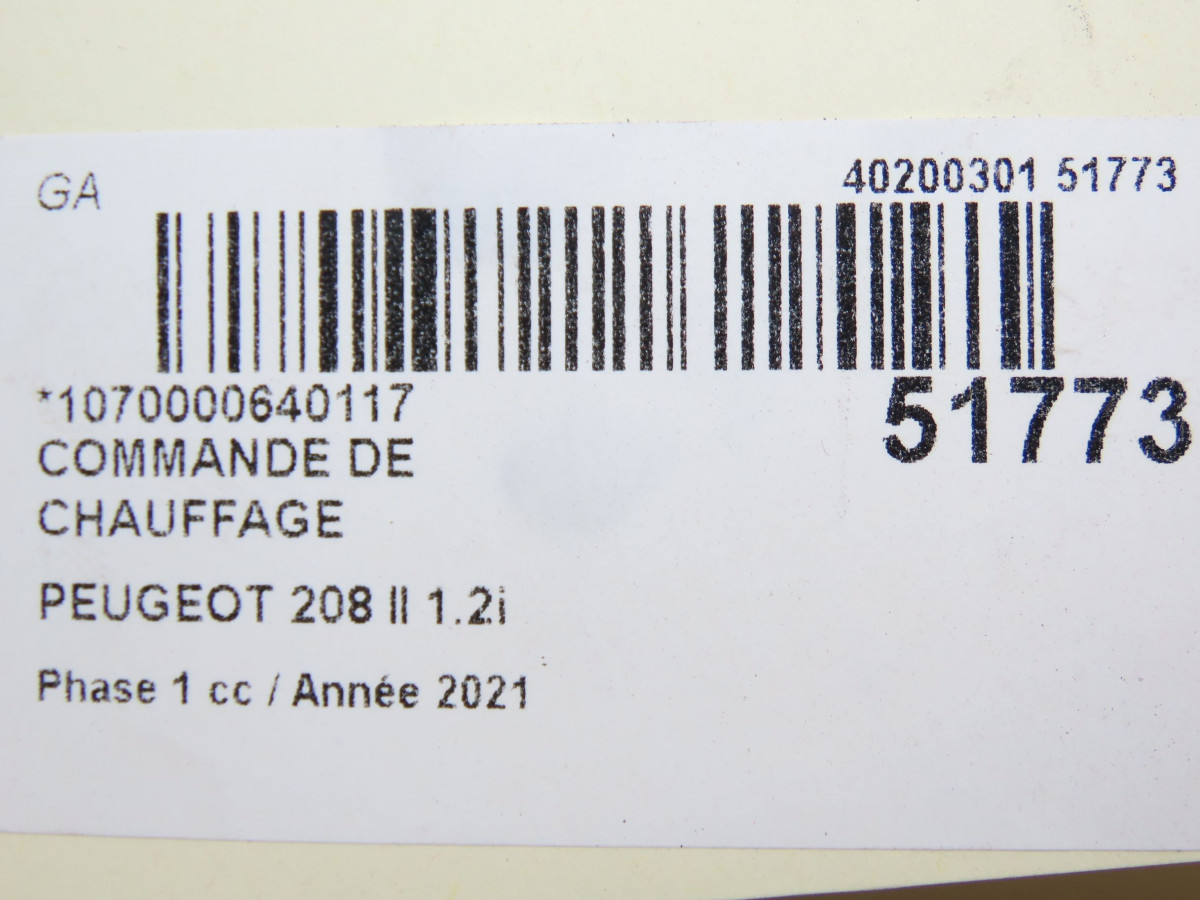 GA
40200301 51773
*1070000640117
51773
COMMANDE DE
CHAUFFAGE
PEUGEOT 208 II 1.2i
Phase 1 cc / Année 2021